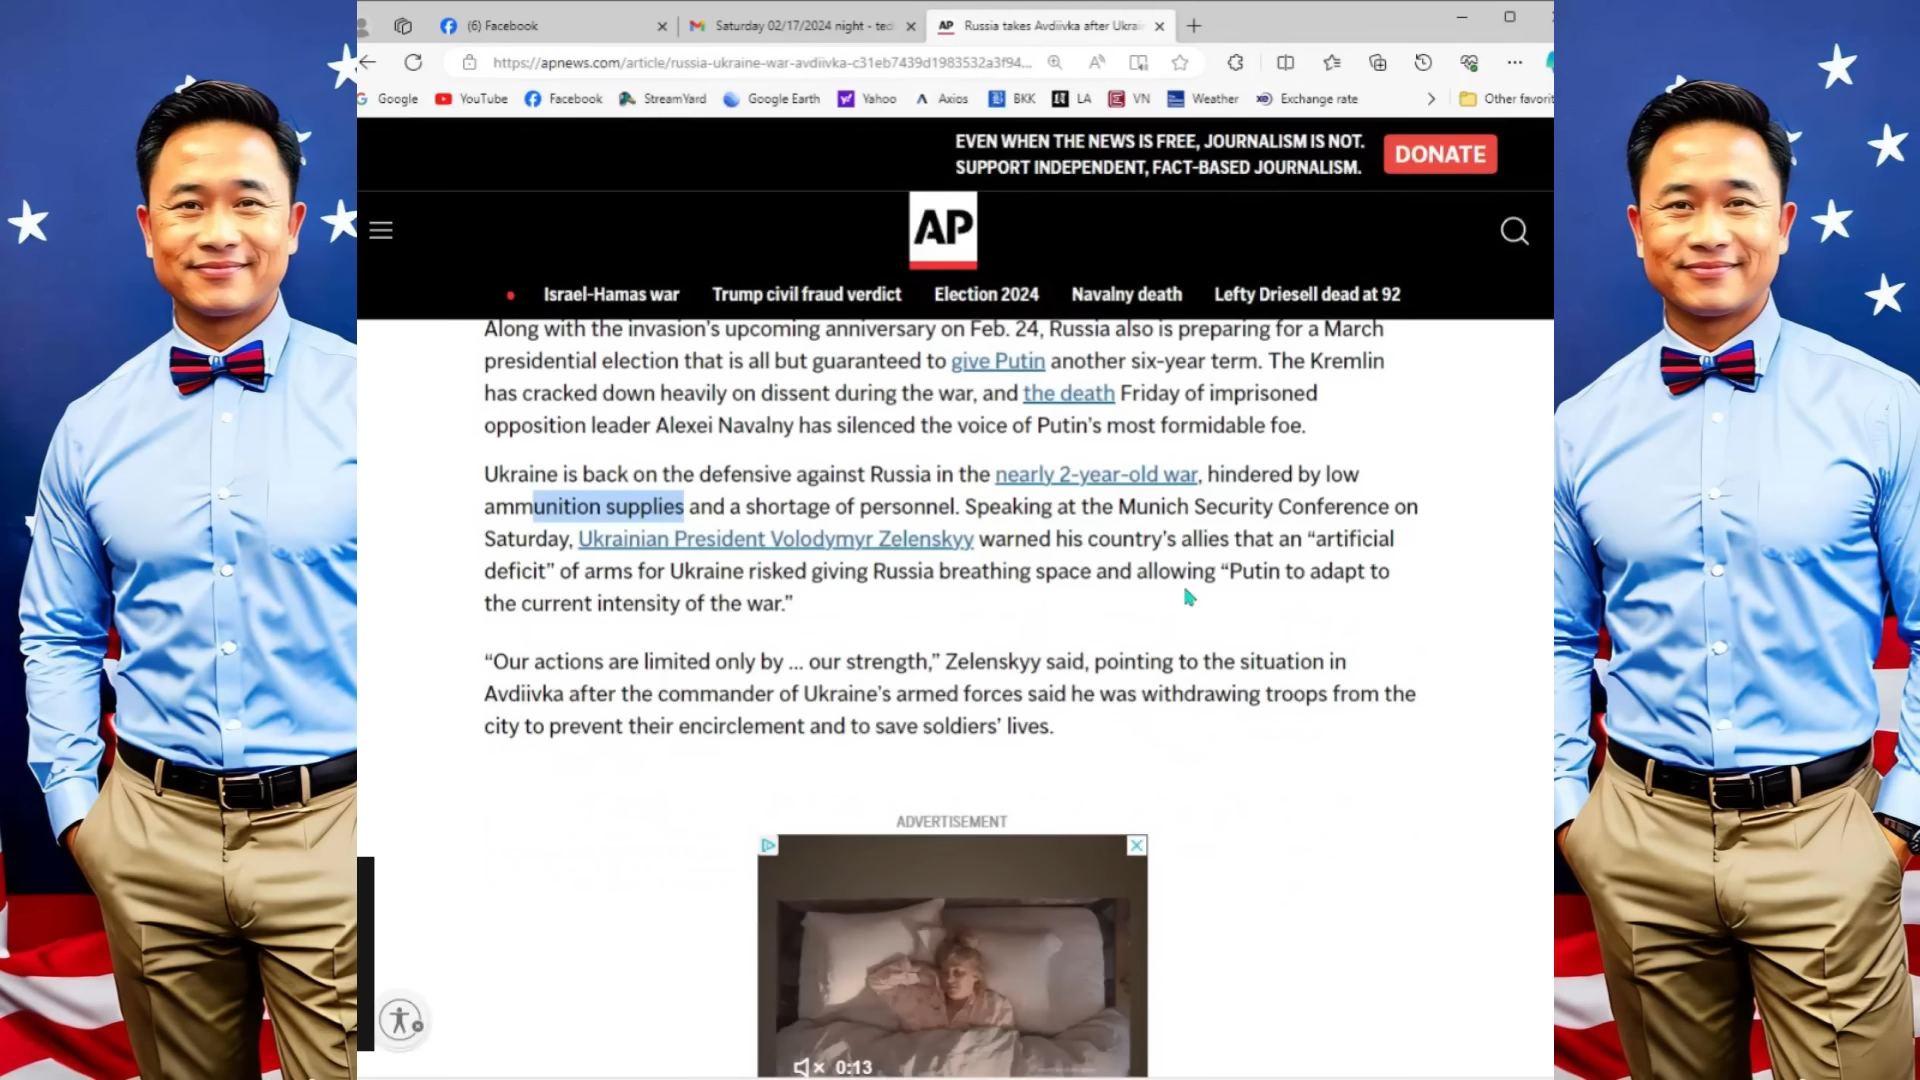 (6) Facebook
Saturday 02/17/2024 night - ted
AP Russia takes Avdiivka after Ukrai
https://apnews.com/article/russia-ukraine-war-avdiivka-c31eb7439d1983532a3f94...
Google YouTube Facebook StreamYard Google Earth Yahoo Axios BKK LA VN Weather Exchange rate Other favorit
EVEN WHEN THE NEWS IS FREE, JOURNALISM IS NOT.
SUPPORT INDEPENDENT, FACT-BASED JOURNALISM.
DONATE
AP
Israel-Hamas war Trump civil fraud verdict Election 2024 Navalny death Lefty Driesell dead at 92
Along with the invasion's upcoming anniversary on Feb. 24, Russia also is preparing for a March
presidential election that is all but guaranteed to give Putin another six-year term. The Kremlin
has cracked down heavily on dissent during the war, and the death Friday of imprisoned
opposition leader Alexei Navalny has silenced the voice of Putin's most formidable foe.
Ukraine is back on the defensive against Russia in the nearly 2-year-old war, hindered by low
ammunition supplies and a shortage of personnel. Speaking at the Munich Security Conference on
Saturday, Ukrainian President Volodymyr Zelenskyy warned his country's allies that an “artificial
deficit” of arms for Ukraine risked giving Russia breathing space and allowing “Putin to adapt to
the current intensity of the war.”
“Our actions are limited only by ... our strength,” Zelenskyy said, pointing to the situation in
Avdiivka after the commander of Ukraine's armed forces said he was withdrawing troops from the
city to prevent their encirclement and to save soldiers' lives.
ADVERTISEMENT
0:13